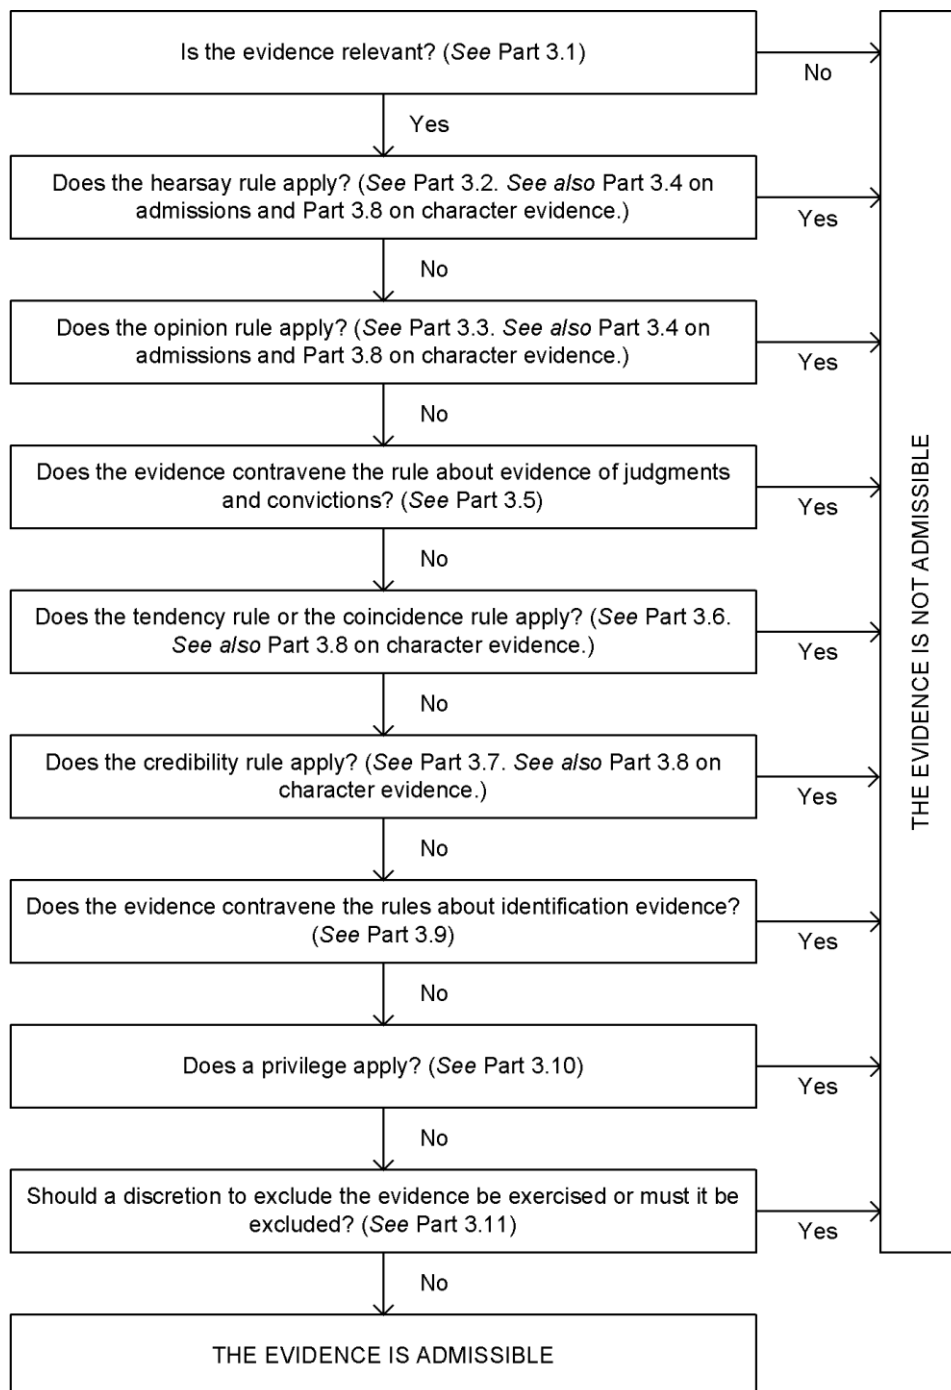 Is the evidence relevant? (See Part 3.1)
No
Yes
Does the hearsay rule apply? (See Part 3.2. See also Part 3.4 on
admissions and Part 3.8 on character evidence.)
Yes
No
Does the opinion rule apply? (See Part 3.3. See also Part 3.4 on
admissions and Part 3.8 on character evidence.)
Yes
No
Does the evidence contravene the rule about evidence of judgments
and convictions? (See Part 3.5)
Yes
No
Does the tendency rule or the coincidence rule apply? (See Part 3.6.
See also Part 3.8 on character evidence.)
Yes
No
Does the credibility rule apply? (See Part 3.7. See also Part 3.8 on
character evidence.)
Yes
No
Does the evidence contravene the rules about identification evidence?
(See Part 3.9)
Yes
No
Does a privilege apply? (See Part 3.10)
Yes
No
Should a discretion to exclude the evidence be exercised or must it be
excluded? (See Part 3.11)
Yes
No
THE EVIDENCE IS ADMISSIBLE
THE EVIDENCE IS NOT ADMISSIBLE